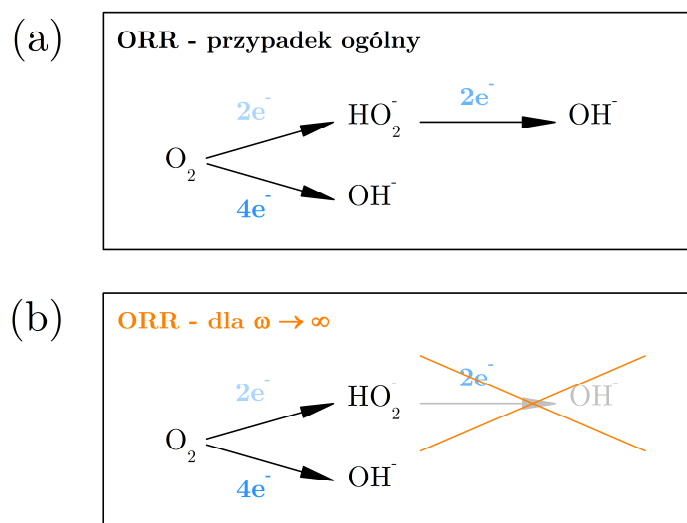 (a)
ORR - przypadek ogólny
2e⁻
2e⁻
HO₂⁻
OH⁻
O₂
OH⁻
4e⁻
(b)
ORR - dla ω → ∞
2e⁻
2e⁻
HO₂⁻
OH⁻
O₂
OH⁻
4e⁻